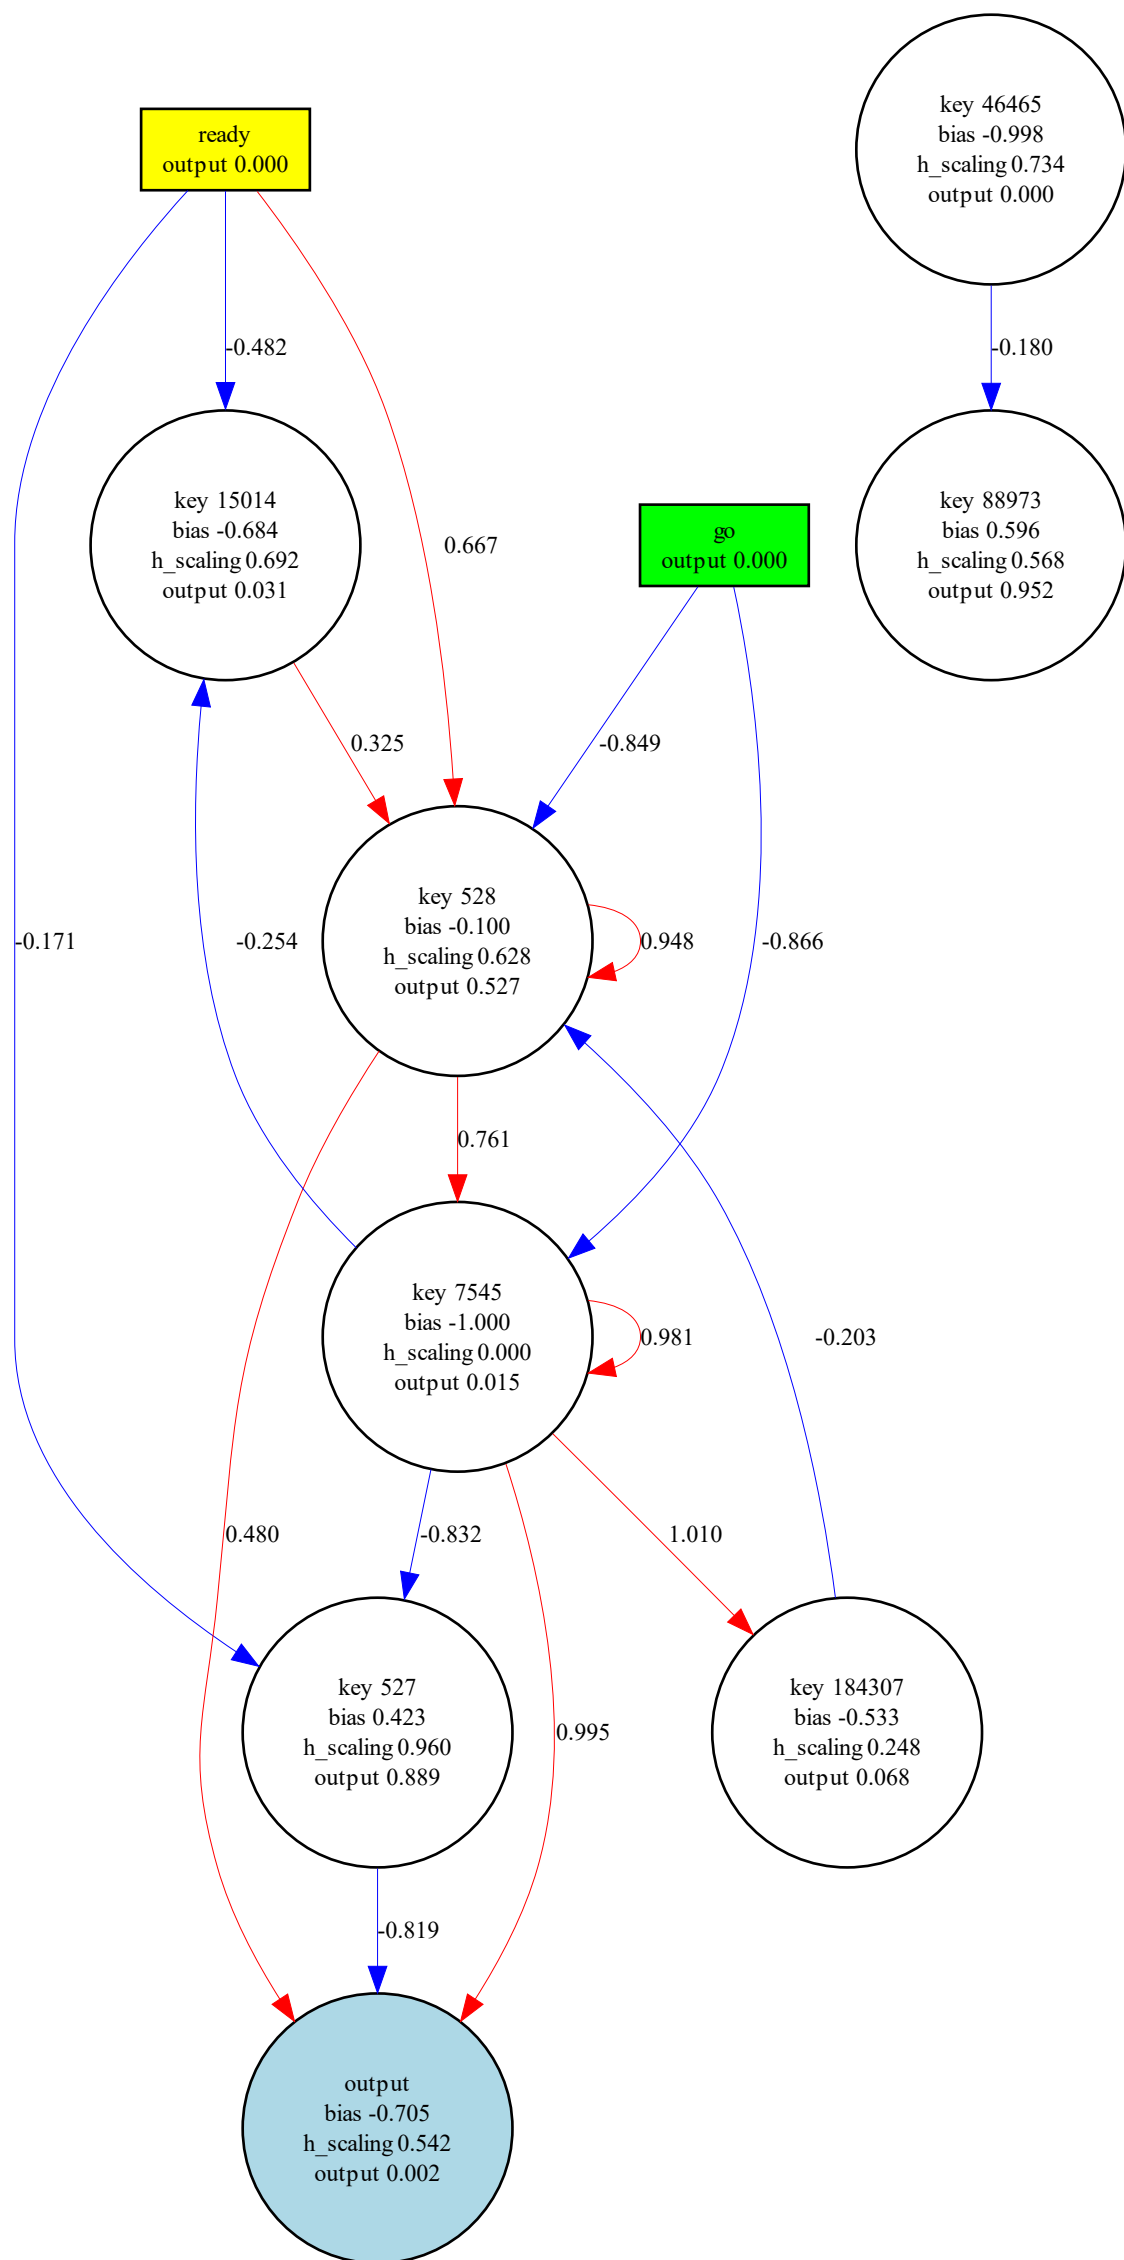 ready
output 0.000
key 46465
bias -0.998
h_scaling 0.734
output 0.000
-0.482
-0.180
key 15014
bias -0.684
h_scaling 0.692
output 0.031
0.667
go
output 0.000
key 88973
bias 0.596
h_scaling 0.568
output 0.952
0.325
-0.849
-0.171
-0.254
key 528
bias -0.100
h_scaling 0.628
output 0.527
0.948
-0.866
0.761
key 7545
bias -1.000
h_scaling 0.000
output 0.015
0.981
-0.203
0.480
-0.832
1.010
key 527
bias 0.423
h_scaling 0.960
output 0.889
0.995
key 184307
bias -0.533
h_scaling 0.248
output 0.068
-0.819
output
bias -0.705
h_scaling 0.542
output 0.002